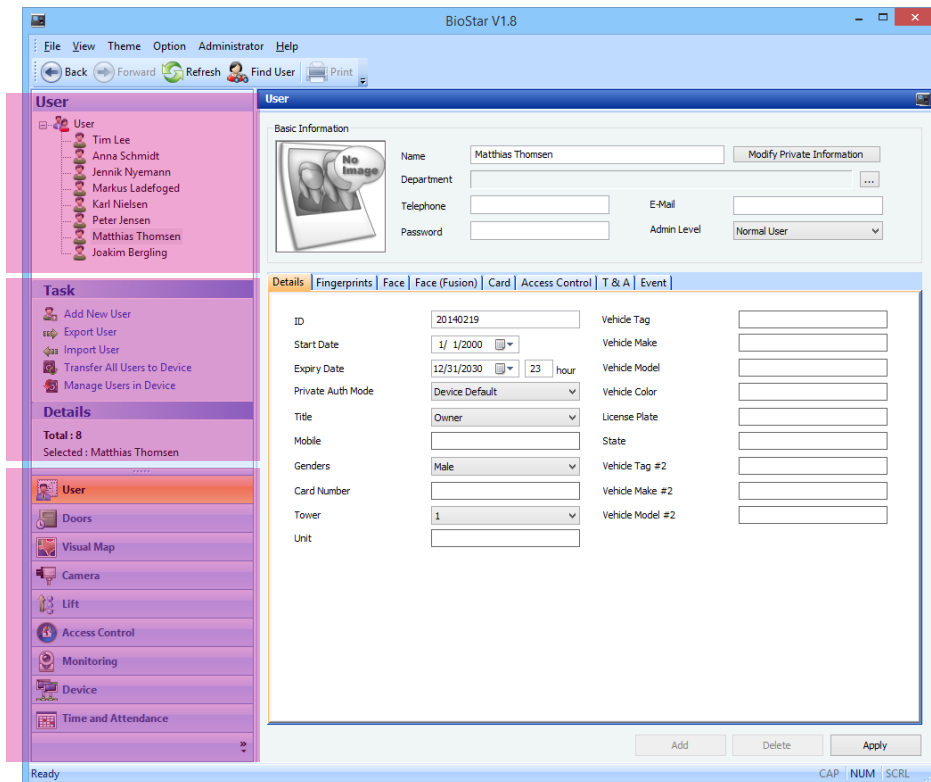 BioStar V1.8
File View Theme Option Administrator Help
Back Forward Refresh Find User Print
User
User
Tim Lee
Anna Schmidt
Jennik Nyemann
Markus Ladefoged
Karl Nielsen
Peter Jensen
Matthias Thomsen
Joakim Bergling
Task
Add New User
Export User
Import User
Transfer All Users to Device
Manage Users in Device
Details
Total : 8
Selected : Matthias Thomsen
User
Doors
Visual Map
Camera
Lift
Access Control
Monitoring
Device
Time and Attendance
User
Basic Information
No Image
Name Matthias Thomsen Modify Private Information
Department ...
Telephone E-Mail
Password Admin Level Normal User
Details Fingerprints Face Face (Fusion) Card Access Control T & A Event
ID 20140219 Vehicle Tag
Start Date 1/ 1/2000 Vehicle Make
Expiry Date 12/31/2030 23 hour Vehicle Model
Private Auth Mode Device Default Vehicle Color
Title Owner License Plate
Mobile State
Genders Male Vehicle Tag #2
Card Number Vehicle Make #2
Tower 1 Vehicle Model #2
Unit
Add Delete Apply
Ready CAP NUM SCRL